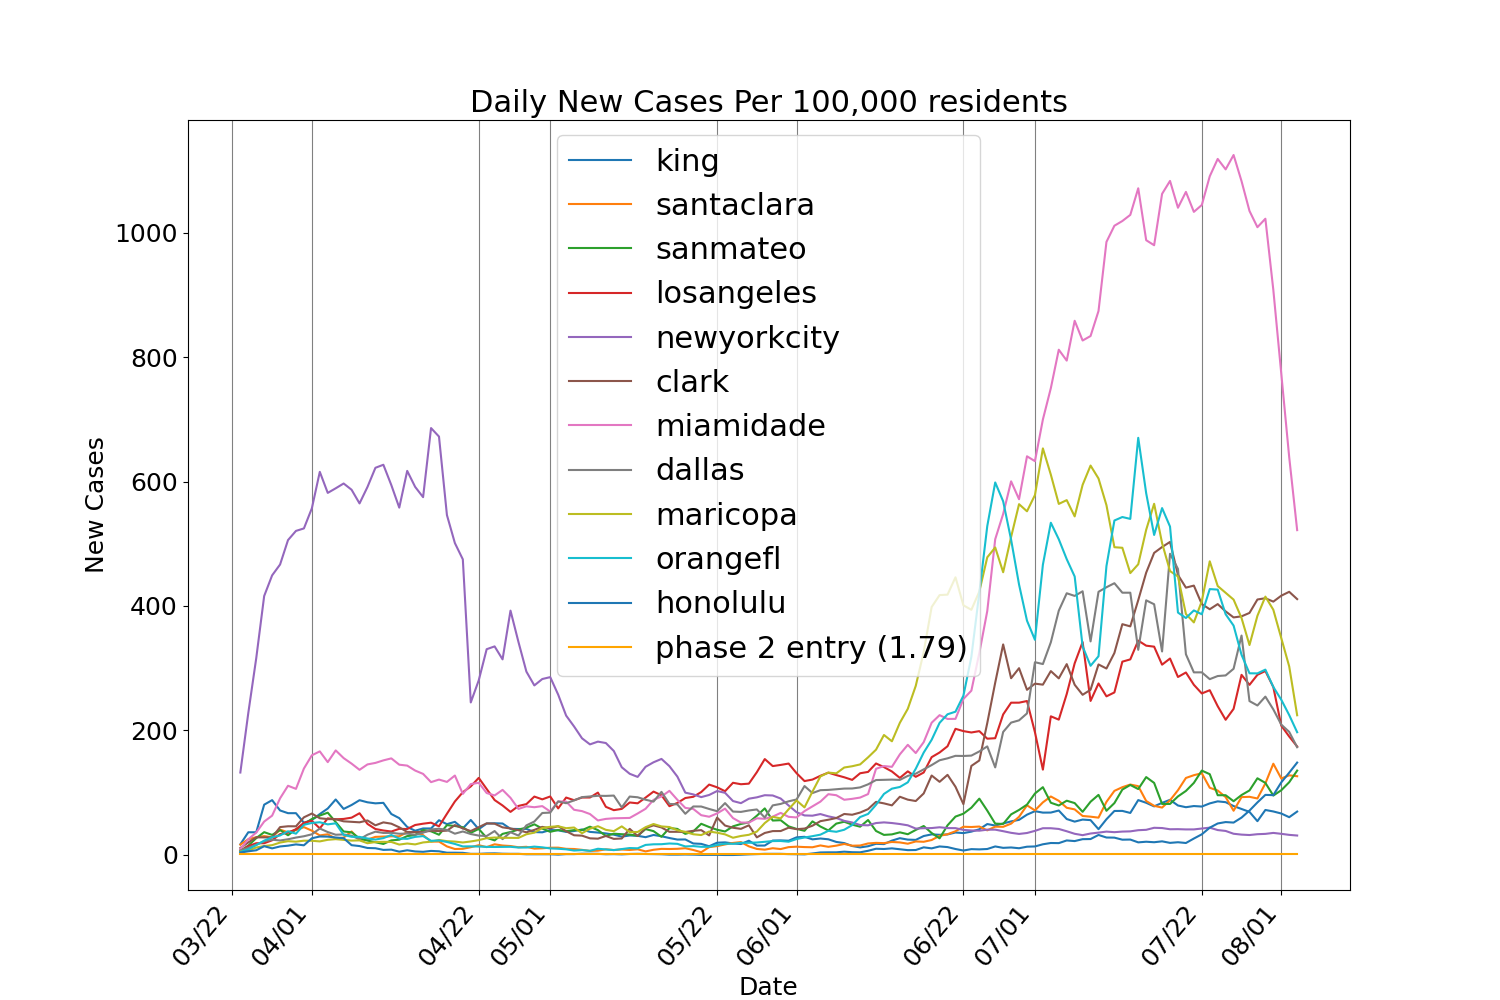 Daily New Cases Per 100,000 residents
king
santaclara
sanmateo
losangeles
newyorkcity
clark
miamidade
dallas
maricopa
orangefl
honolulu
phase 2 entry (1.79)
New Cases
1000
800
600
400
200
0
03/22
04/01
04/22
05/01
05/22
06/01
06/22
07/01
07/22
08/01
Date